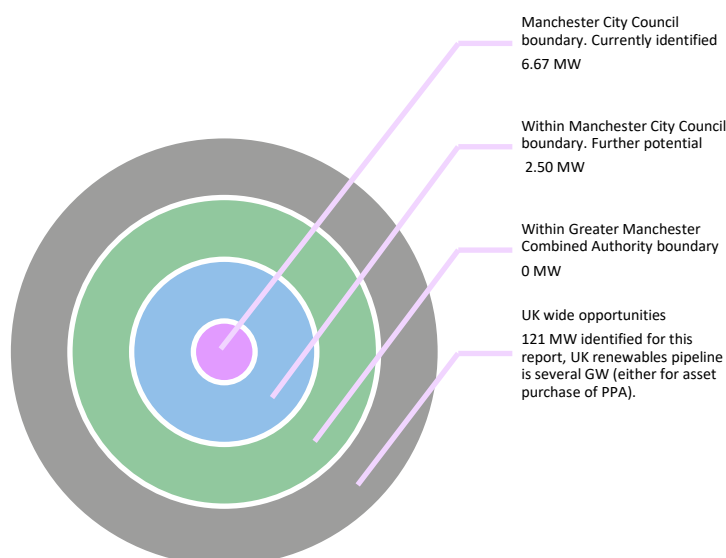 Manchester City Council
boundary. Currently identified
6.67 MW
Within Manchester City Council
boundary. Further potential
2.50 MW
Within Greater Manchester
Combined Authority boundary
0 MW
UK wide opportunities
121 MW identified for this
report, UK renewables pipeline
is several GW (either for asset
purchase of PPA).